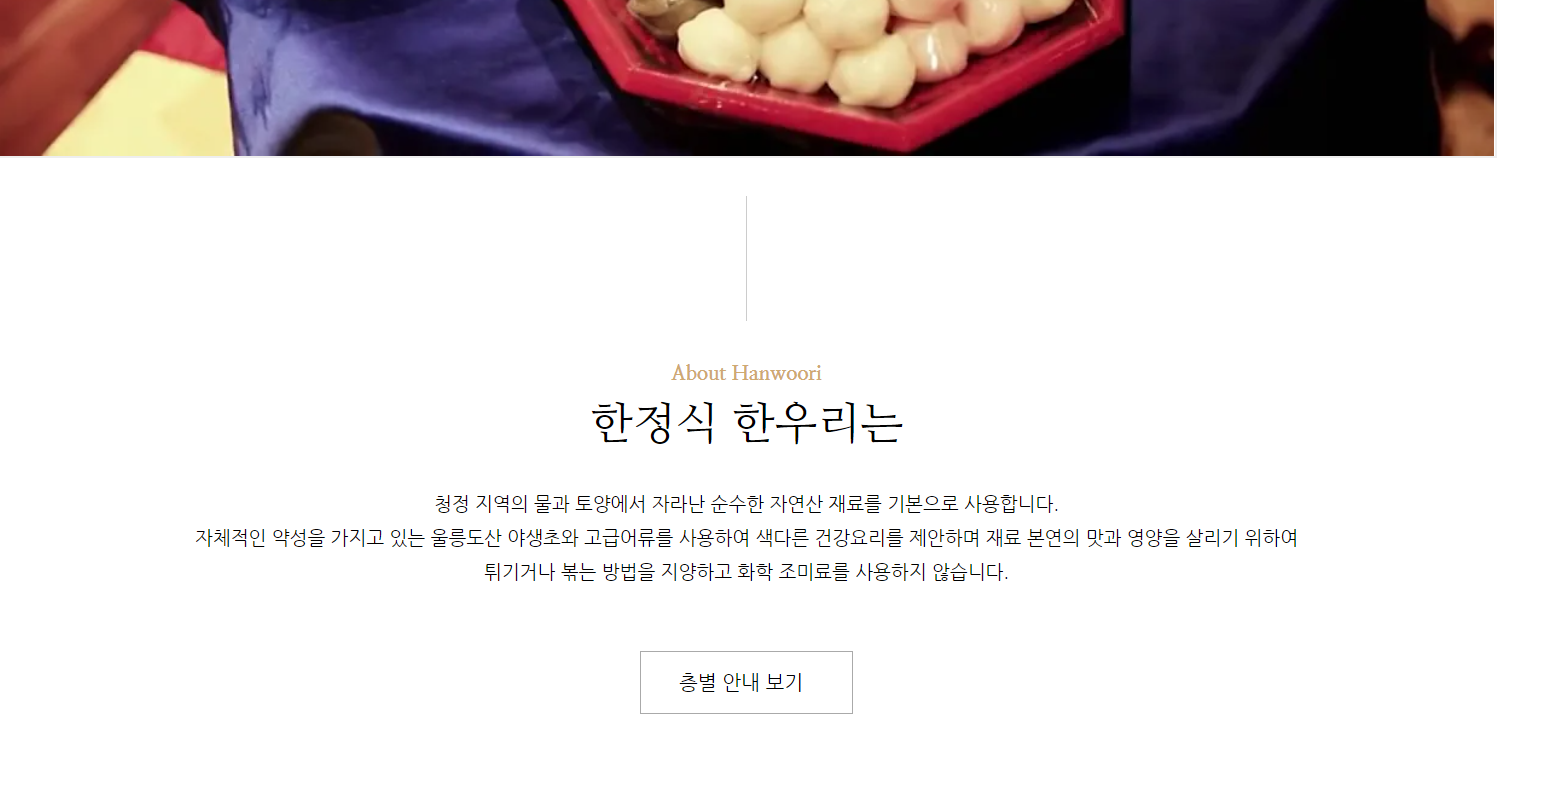 About Hanwoori
한정식 한우리는
청정 지역의 물과 토양에서 자라난 순수한 자연산 재료를 기본으로 사용합니다.
자체적인 약성을 가지고 있는 울릉도산 야생초와 고급어류를 사용하여 색다른 건강요리를 제안하며 재료 본연의 맛과 영양을 살리기 위하여
튀기거나 볶는 방법을 지양하고 화학 조미료를 사용하지 않습니다.
층별 안내 보기